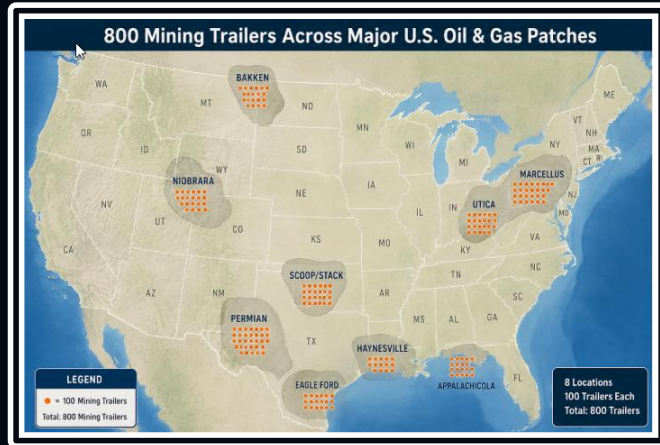 800 Mining Trailers Across Major U.S. Oil & Gas Patches
BAKKEN
WA
MT
ND
ME
OR
ID
MN
VT
NH
SD
WI
NY
MA
CT
RI
WY
MI
NIOBRARA
MARCELLUS
NE
IA
NJ
NV
UT
CO
IL
IN
UTICA
MO
CA
KS
MO
KY
VA
SCOOP/STACK
TN
NC
AZ
NM
AR
SC
PERMIAN
MS
AL
GA
TX
HAYNESVILLE
EAGLE FORD
APPALACHICOLA
FL
LEGEND
= 100 Mining Trailers
Total: 800 Mining Trailers
8 Locations
100 Trailers Each
Total: 800 Trailers